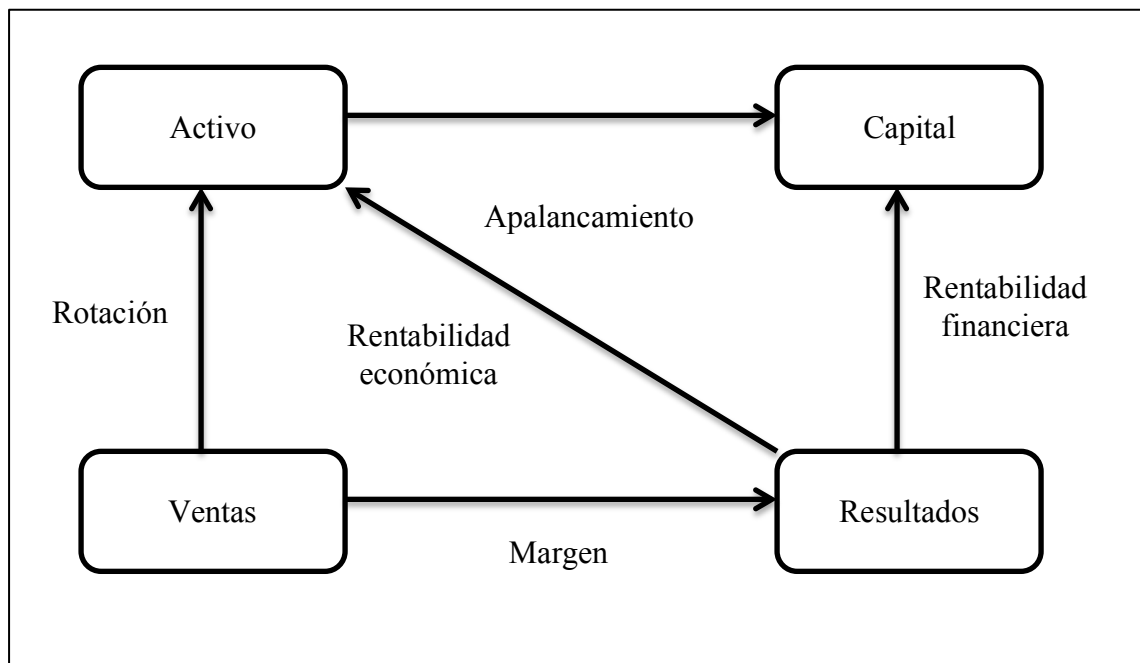 Activo
Capital
Apalancamiento
Rotación
Rentabilidad
económica
Rentabilidad
financiera
Ventas
Resultados
Margen